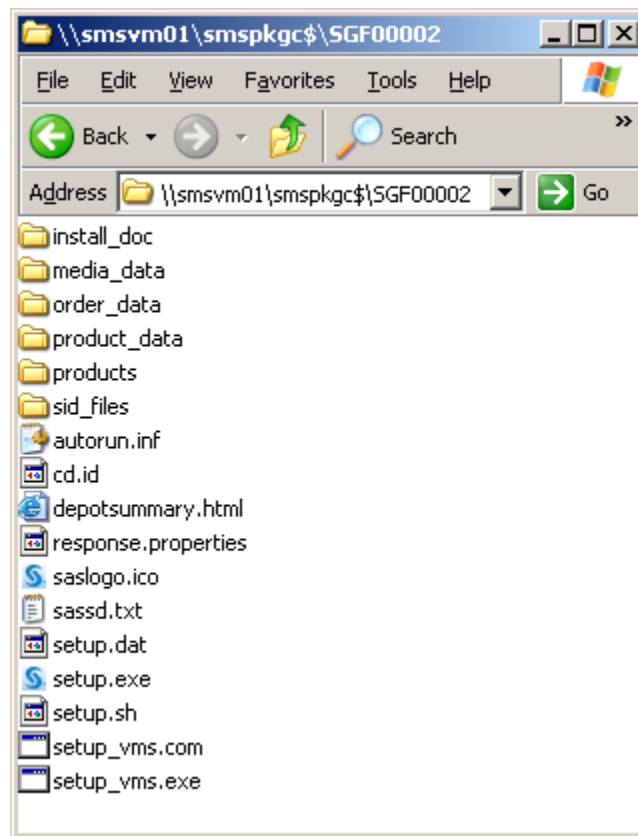 \\smsvm01\smspkgc$\SGF00002
File Edit View Favorites Tools Help
Back Search »
Address \\smsvm01\smspkgc$\SGF00002 Go
install_doc
media_data
order_data
product_data
products
sid_files
autorun.inf
cd.id
depotsummary.html
response.properties
saslogo.ico
sassd.txt
setup.dat
setup.exe
setup.sh
setup_vms.com
setup_vms.exe